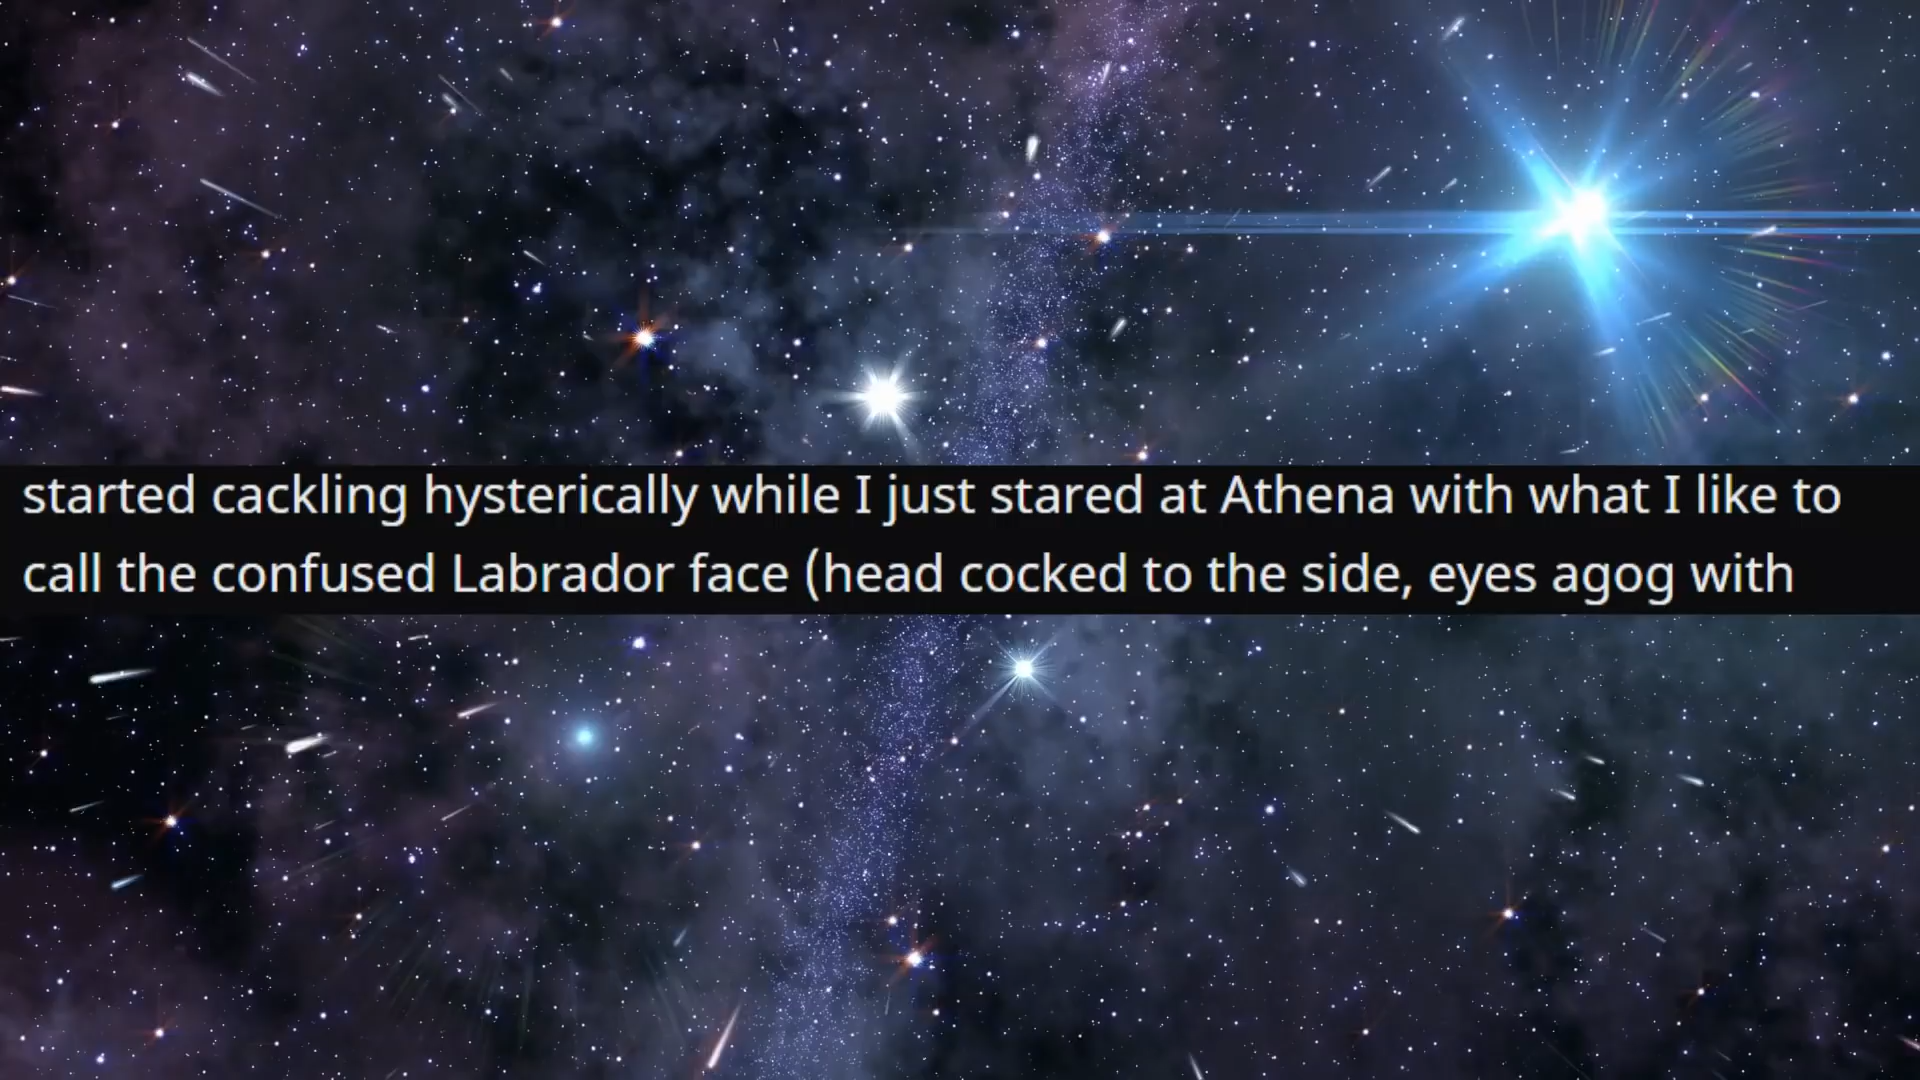 started cackling hysterically while I just stared at Athena with what I like to
call the confused Labrador face (head cocked to the side, eyes agog with